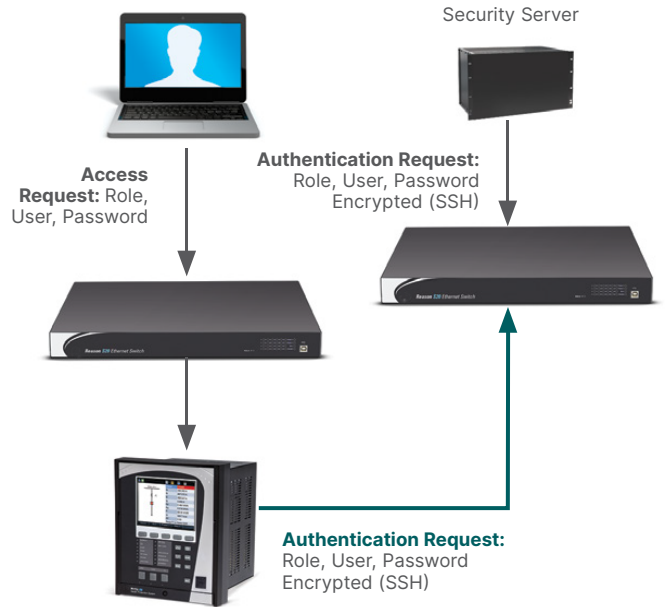 Security Server
Access
Request: Role,
User, Password
Authentication Request:
Role, User, Password
Encrypted (SSH)
Reason S20 Ethernet Switch
Reason S20 Ethernet Switch
Authentication Request:
Role, User, Password
Encrypted (SSH)